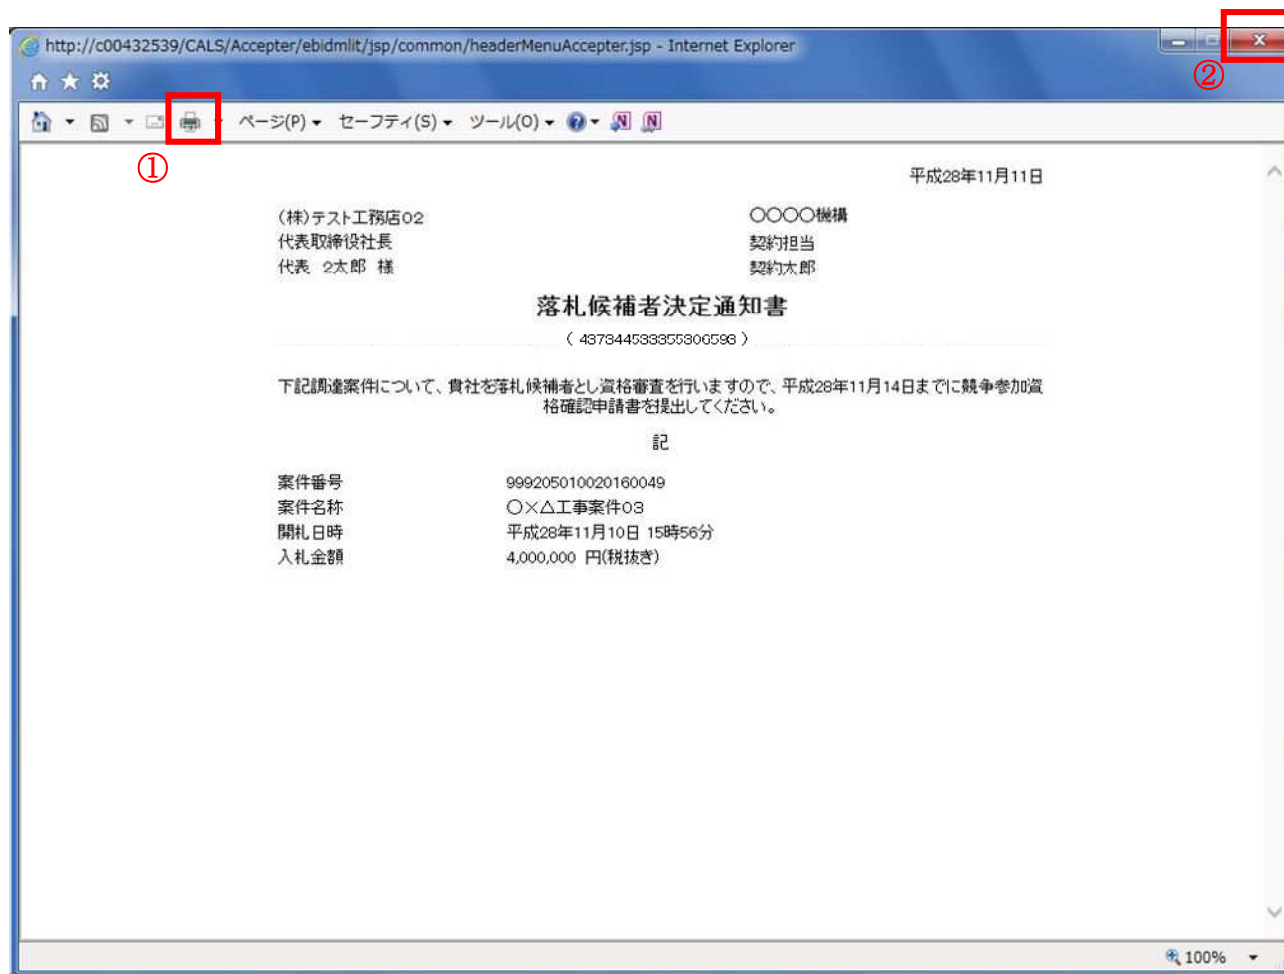 http://c00432539/CALS/Accepter/ebidmlit/jsp/common/headerMenuAccepter.jsp - Internet Explorer
②
ページ(P) セーフティ(S) ツール(O)
①
平成28年11月11日
(株)テスト工務店02 〇〇〇〇機構
代表取締役社長 契約担当
代表 2太郎 様 契約太郎
落札候補者決定通知書
( 437344533355306593 )
下記調達案件について、貴社を落札候補者とし資格審査を行いますので、平成28年11月14日までに競争参加資
格確認申請書を提出してください。
記
案件番号 999205010020160049
案件名称 〇×△工事案件03
開札日時 平成28年11月10日 15時56分
入札金額 4,000,000 円(税抜き)
100%